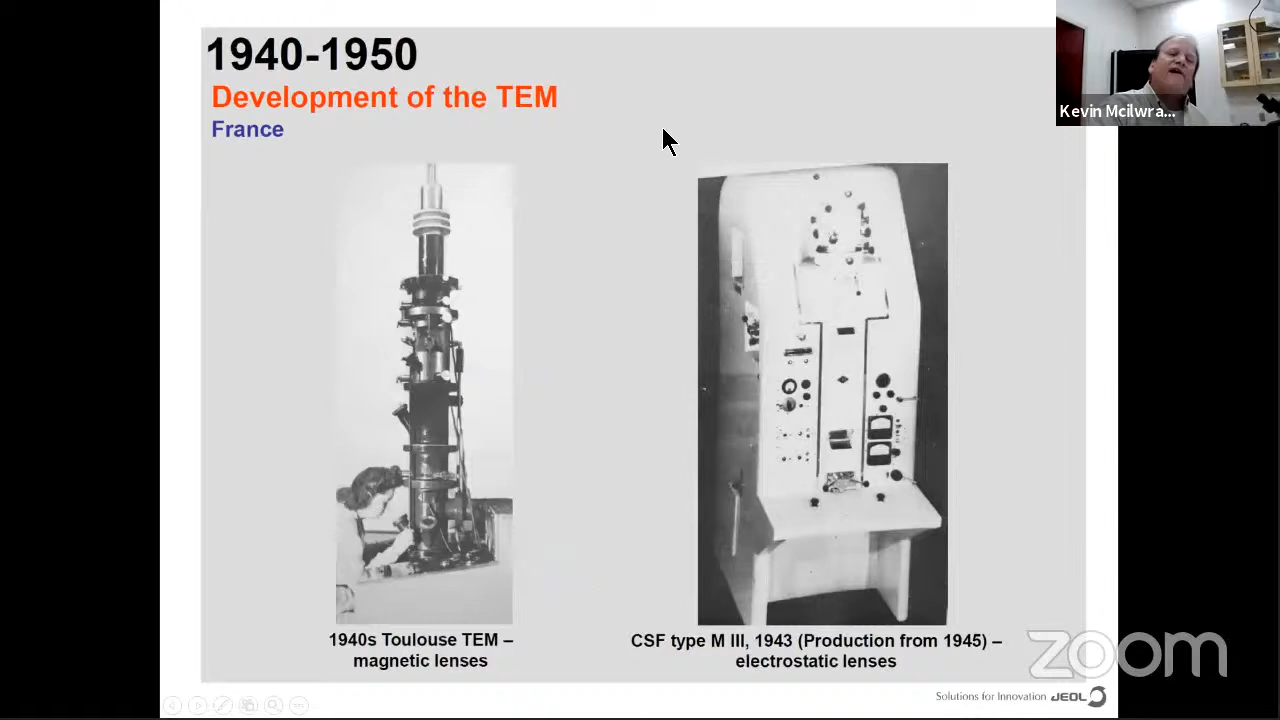 1940-1950
Development of the TEM
France
Kevin Mcilwra...
1940s Toulouse TEM –
magnetic lenses
CSF type M III, 1943 (Production from 1945) –
electrostatic lenses
zoom
Solutions for Innovation JEOL